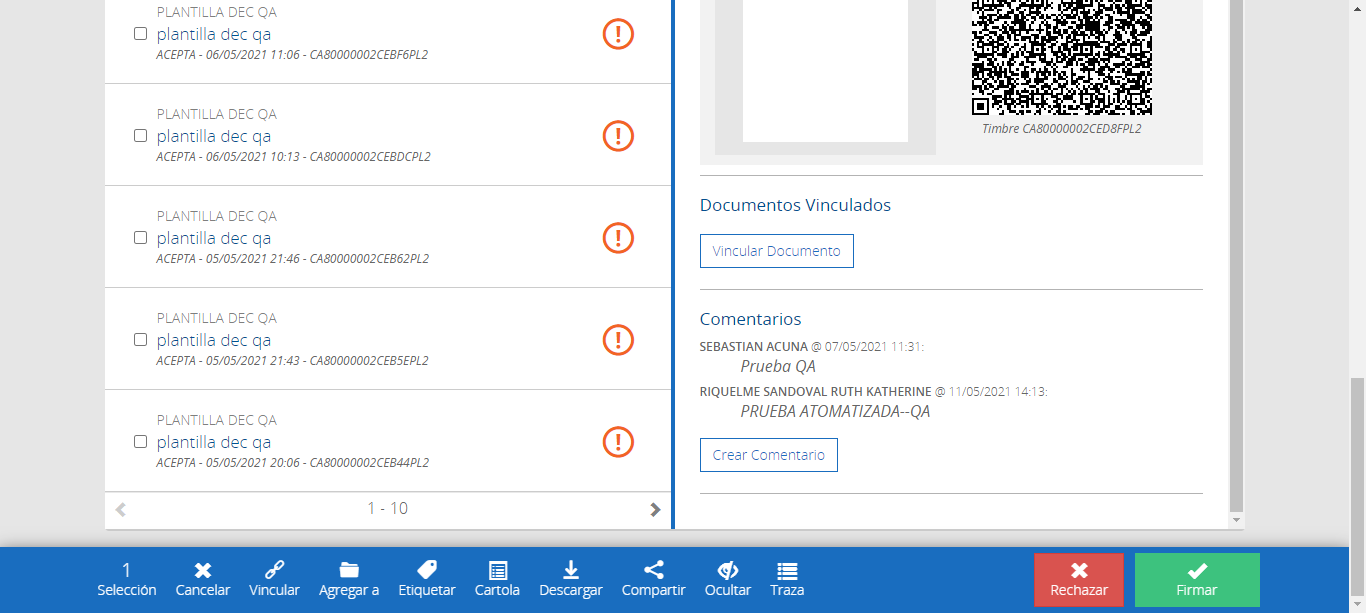 PLANTILLA DEC QA
plantilla dec qa
ACEPTA - 06/05/2021 11:06 - CA80000002CEBF6PL2
PLANTILLA DEC QA
plantilla dec qa
ACEPTA - 06/05/2021 10:13 - CA80000002CEBDCPL2
PLANTILLA DEC QA
plantilla dec qa
ACEPTA - 05/05/2021 21:46 - CA80000002CEB62PL2
PLANTILLA DEC QA
plantilla dec qa
ACEPTA - 05/05/2021 21:43 - CA80000002CEB5EPL2
PLANTILLA DEC QA
plantilla dec qa
ACEPTA - 05/05/2021 20:06 - CA80000002CEB44PL2
1 - 10
Timbre CA80000002CED8FPL2
Documentos Vinculados
Vincular Documento
Comentarios
SEBASTIAN ACUNA @ 07/05/2021 11:31:
Prueba QA
RIQUELME SANDOVAL RUTH KATHERINE @ 11/05/2021 14:13:
PRUEBA ATOMATIZADA--QA
Crear Comentario
1
Selección
Cancelar
Vincular
Agregar a
Etiquetar
Cartola
Descargar
Compartir
Ocultar
Traza
Rechazar
Firmar